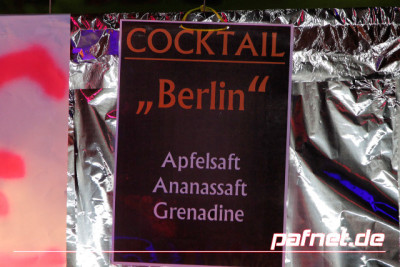 COCKTAIL
„Berlin“
Apfelsaft
Ananassaft
Grenadine
pafnet.de